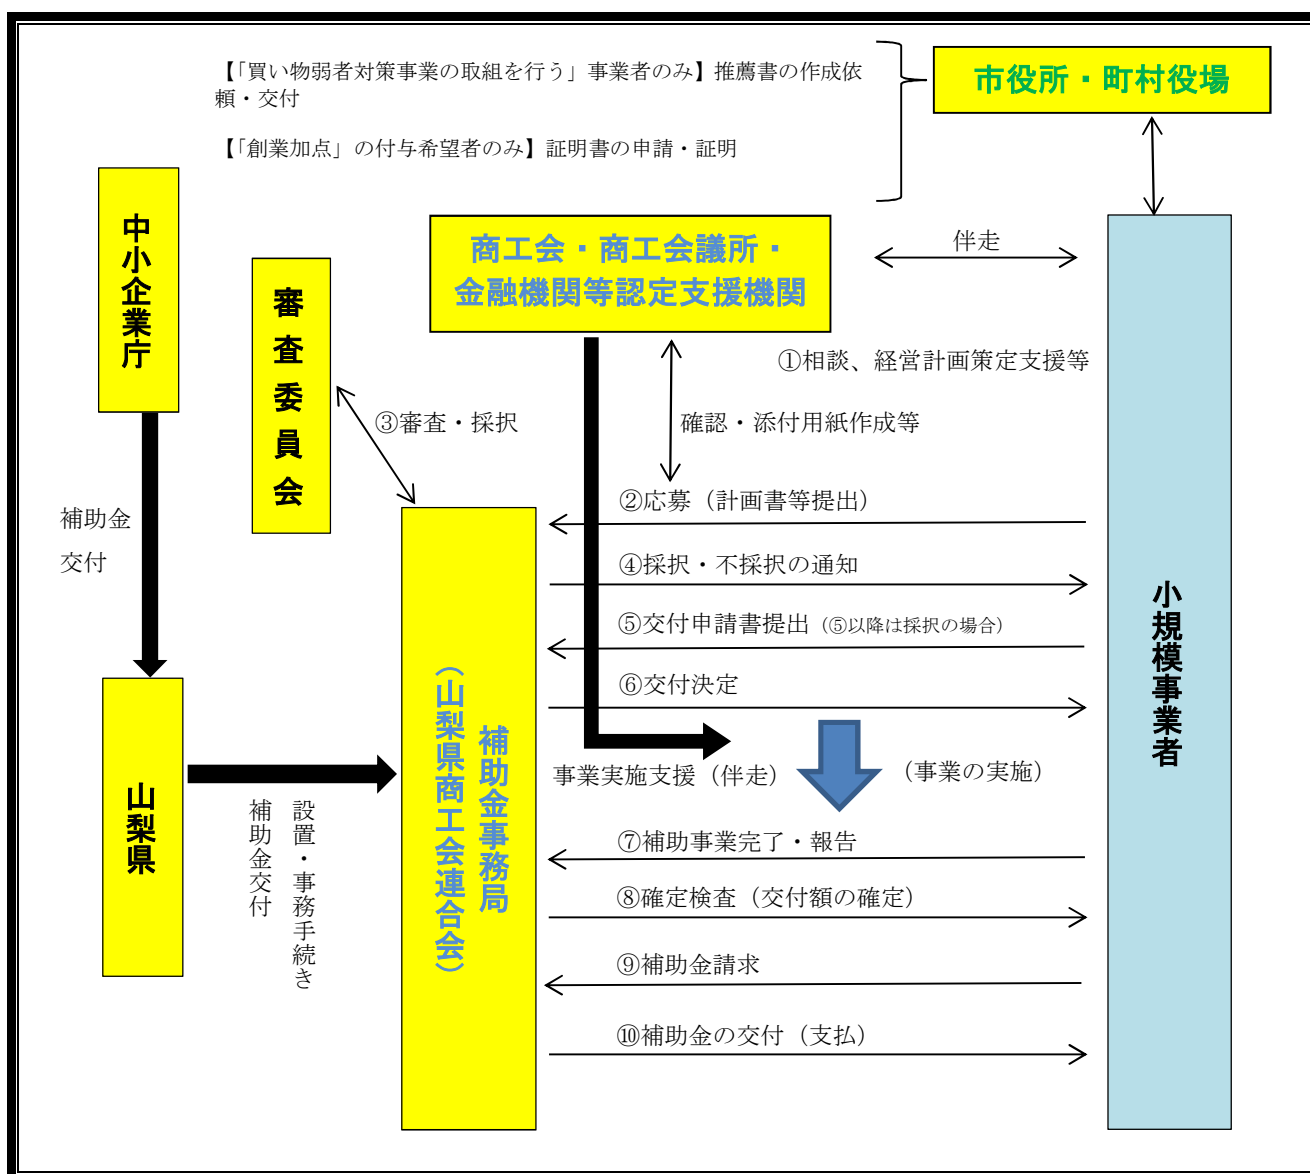 【「買い物弱者対策事業の取組を行う」事業者のみ】推薦書の作成依
頼・交付
【「創業加点」の付与希望者のみ】証明書の申請・証明
市役所・町村役場
中小企業庁
審査委員会
商工会・商工会議所・
金融機関等認定支援機関
伴走
①相談、経営計画策定支援等
③審査・採択
確認・添付用紙作成等
補助金
交付
②応募（計画書等提出）
④採択・不採択の通知
⑤交付申請書提出（⑤以降は採択の場合）
⑥交付決定
小規模事業者
補助金事務局
（山梨県商工会連合会）
山梨県
設置・事務手続き
補助金交付
事業実施支援（伴走）
（事業の実施）
⑦補助事業完了・報告
⑧確定検査（交付額の確定）
⑨補助金請求
⑩補助金の交付（支払）